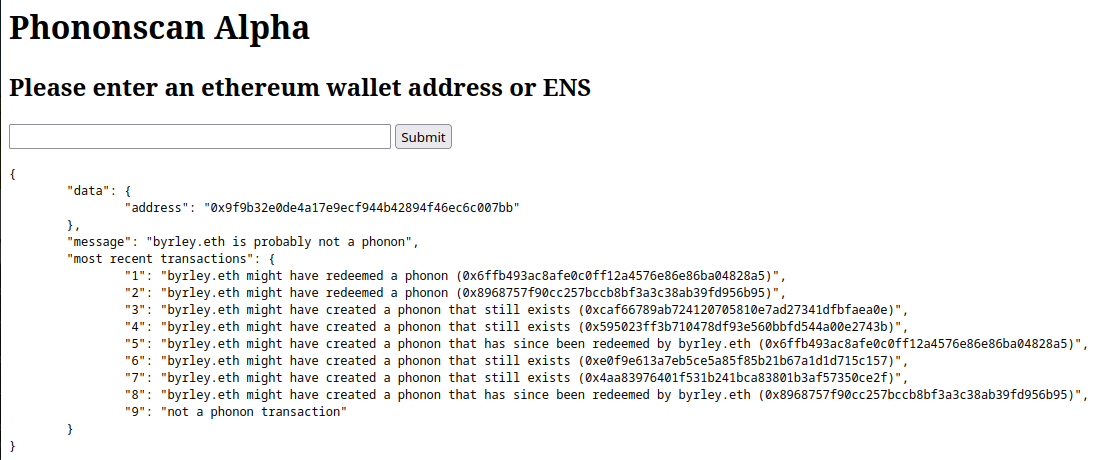 Phononscan Alpha
Please enter an ethereum wallet address or ENS
Submit
{
"data": {
"address": "0x9f9b32e0de4a17e9ecf944b42894f46ec6c007bb"
},
"message": "byrley.eth is probably not a phonon",
"most recent transactions": {
"1": "byrley.eth might have redeemed a phonon (0x6ffb493ac8afe0c0ff12a4576e86e86ba04828a5)",
"2": "byrley.eth might have redeemed a phonon (0x8968757f90cc257bccb8bf3a3c38ab39fd956b95)",
"3": "byrley.eth might have created a phonon that still exists (0xcaf66789ab724120705810e7ad27341dfbfaea0e)",
"4": "byrley.eth might have created a phonon that still exists (0x595023ff3b710478df93e560bbfd544a00e2743b)",
"5": "byrley.eth might have created a phonon that has since been redeemed by byrley.eth (0x6ffb493ac8afe0c0ff12a4576e86e86ba04828a5)",
"6": "byrley.eth might have created a phonon that still exists (0xe0f9e613a7eb5ce5a85f85b21b67a1d1d715c157)",
"7": "byrley.eth might have created a phonon that still exists (0x4aa83976401f531b241bca83801b3af57350ce2f)",
"8": "byrley.eth might have created a phonon that has since been redeemed by byrley.eth (0x8968757f90cc257bccb8bf3a3c38ab39fd956b95)",
"9": "not a phonon transaction"
}
}